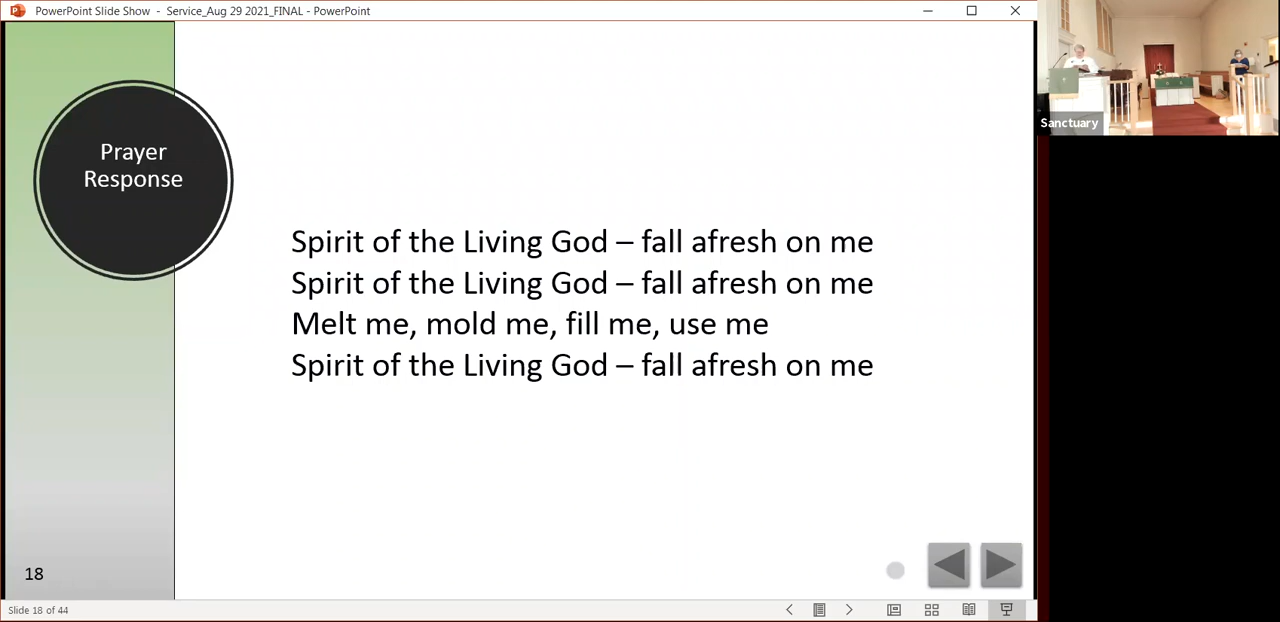 PowerPoint Slide Show - Service_Aug 29 2021_FINAL - PowerPoint
Sanctuary
Prayer
Response
Spirit of the Living God – fall afresh on me
Spirit of the Living God – fall afresh on me
Melt me, mold me, fill me, use me
Spirit of the Living God – fall afresh on me
18
Slide 18 of 44